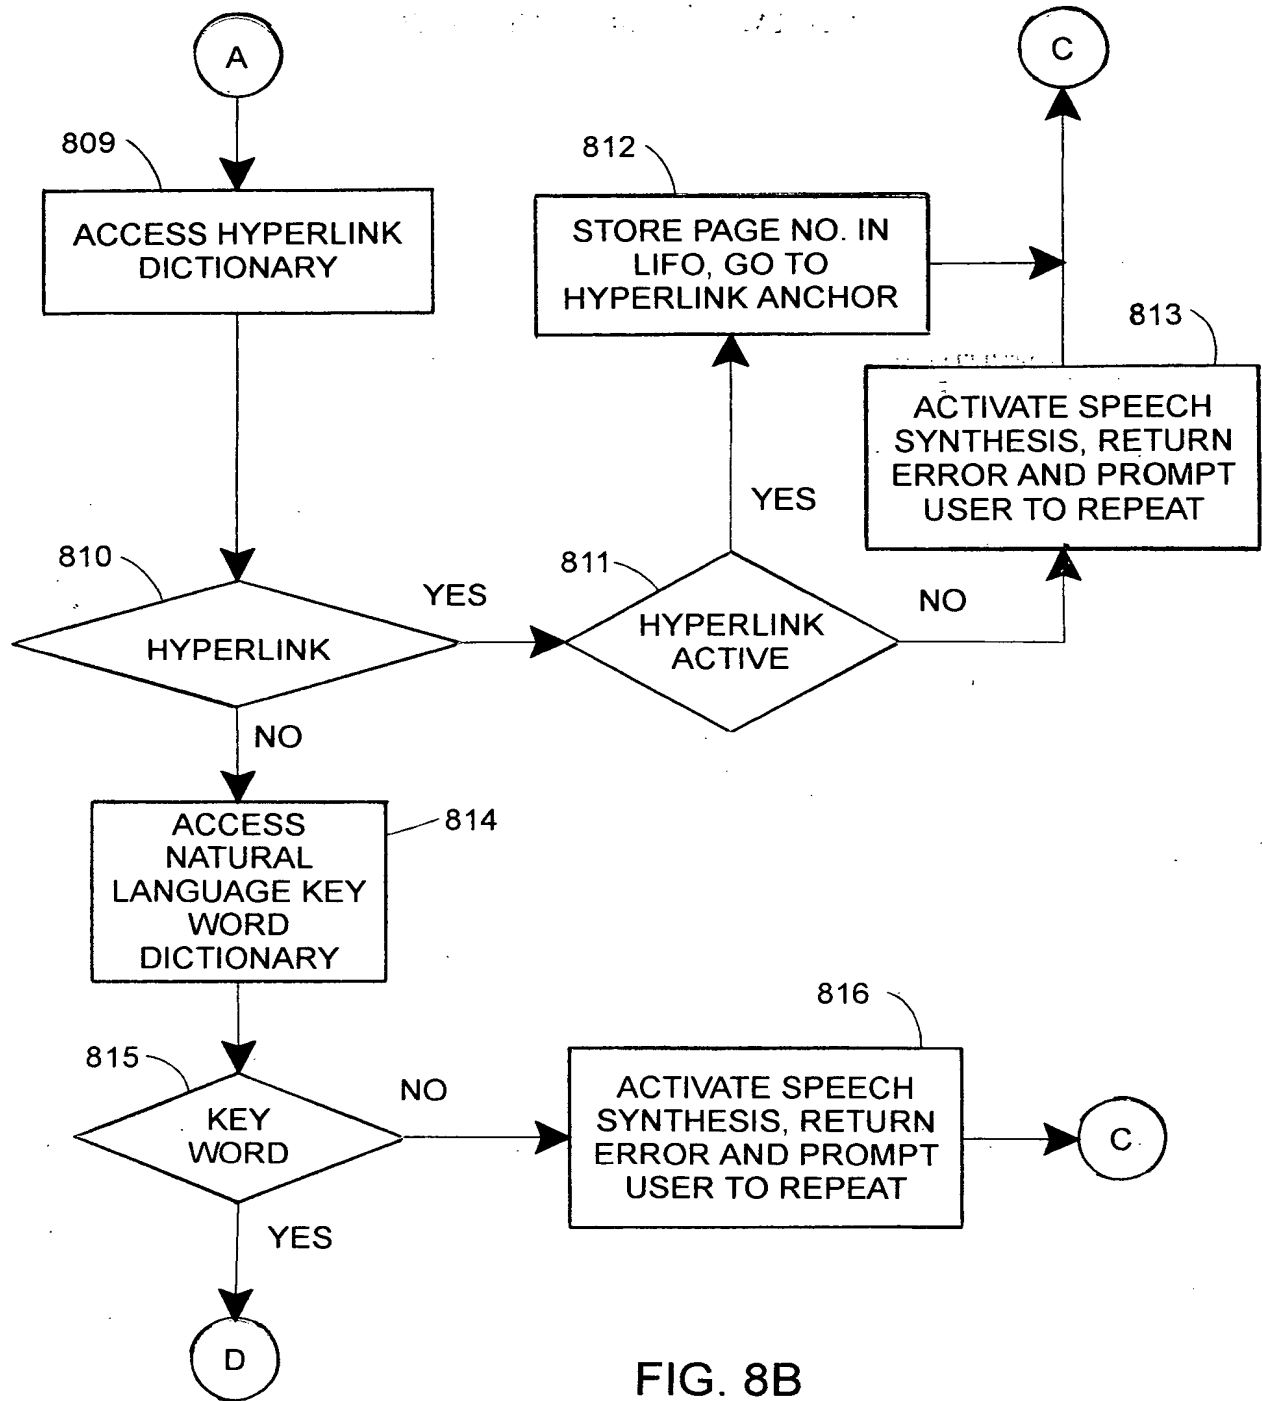 A
C
809
ACCESS HYPERLINK
DICTIONARY
812
STORE PAGE NO. IN
LIFO, GO TO
HYPERLINK ANCHOR
813
ACTIVATE SPEECH
SYNTHESIS, RETURN
ERROR AND PROMPT
USER TO REPEAT
YES
810
HYPERLINK
YES
811
HYPERLINK
ACTIVE
NO
NO
814
ACCESS
NATURAL
LANGUAGE KEY
WORD
DICTIONARY
815
KEY
WORD
NO
816
ACTIVATE SPEECH
SYNTHESIS, RETURN
ERROR AND PROMPT
USER TO REPEAT
C
YES
D
FIG. 8B